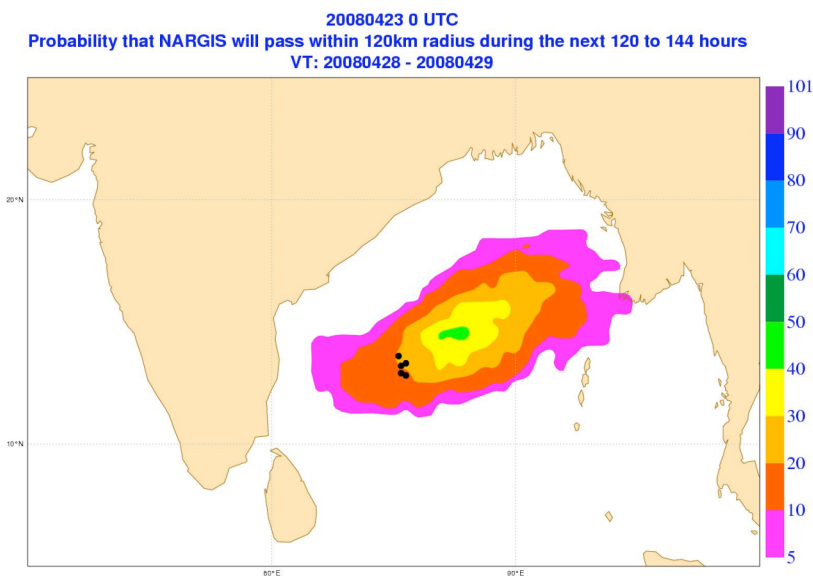 20080423 0 UTC
Probability that NARGIS will pass within 120km radius during the next 120 to 144 hours
VT: 20080428 - 20080429
101
90
80
70
60
50
40
30
20
10
5
20°N
10°N
80°E
90°E